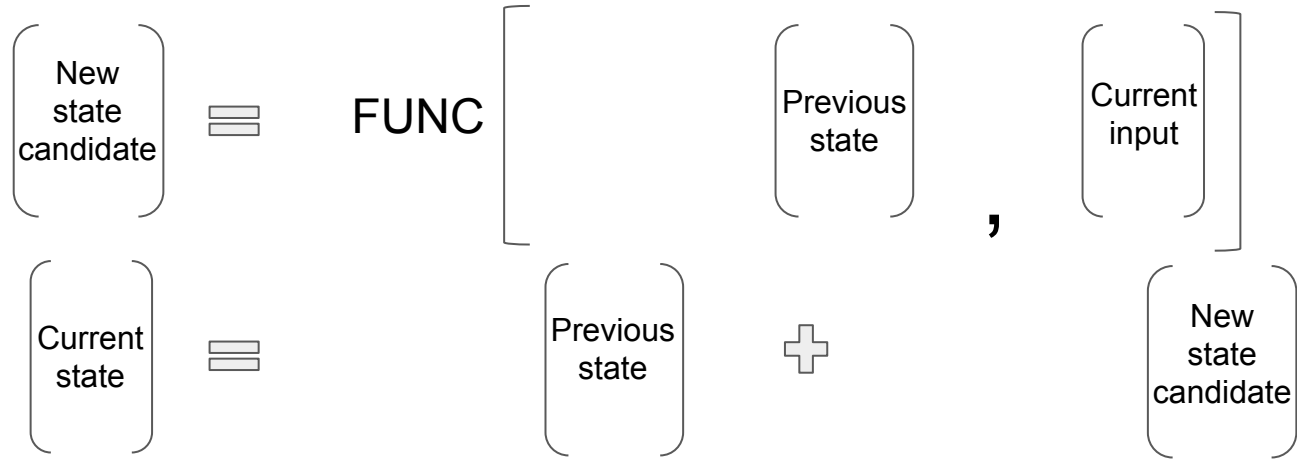 New
state
candidate
FUNC
Previous
state
,
Current
input
Current
state
Previous
state
New
state
candidate